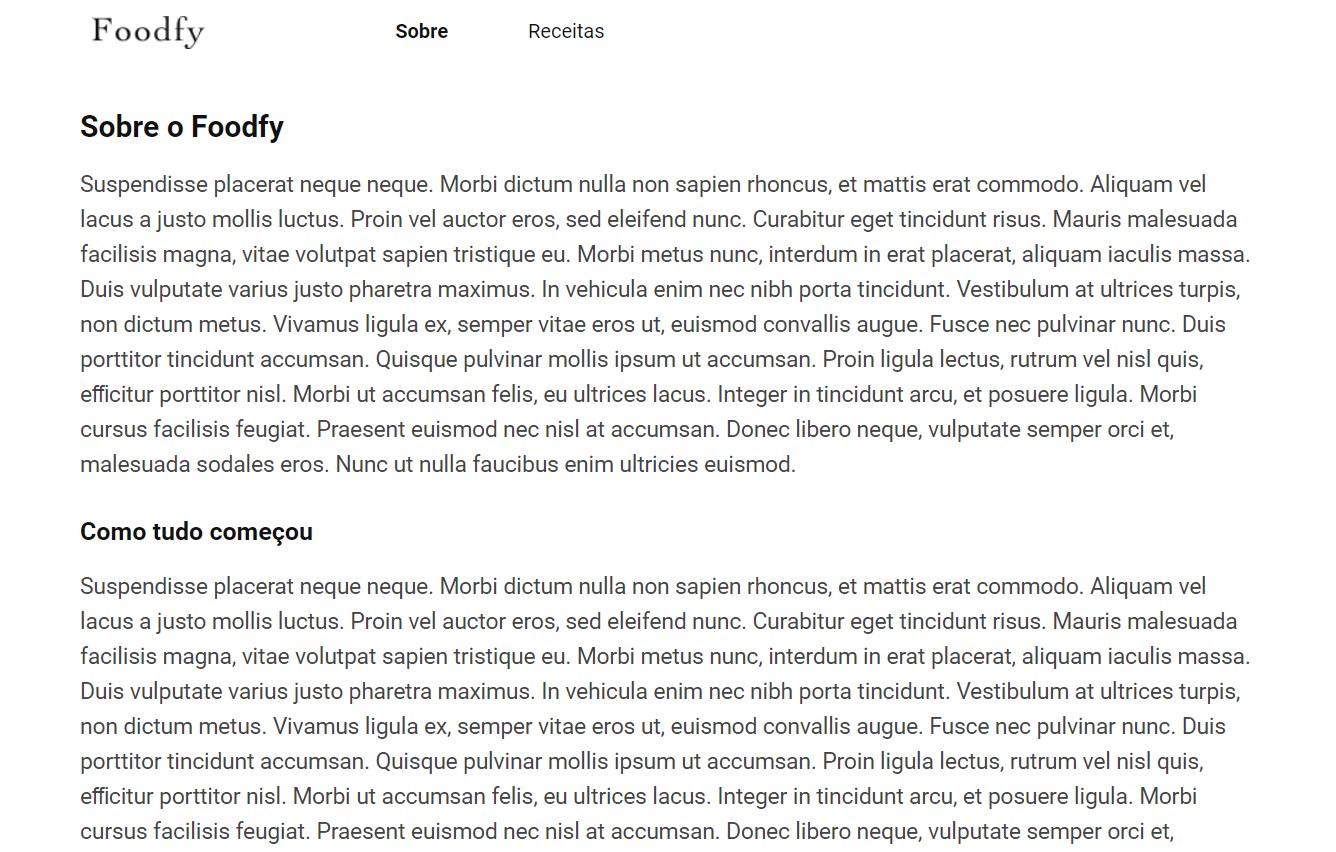 Foodfy Sobre Receitas
Sobre o Foodfy
Suspendisse placerat neque neque. Morbi dictum nulla non sapien rhoncus, et mattis erat commodo. Aliquam vel
lacus a justo mollis luctus. Proin vel auctor eros, sed eleifend nunc. Curabitur eget tincidunt risus. Mauris malesuada
facilisis magna, vitae volutpat sapien tristique eu. Morbi metus nunc, interdum in erat placerat, aliquam iaculis massa.
Duis vulputate varius justo pharetra maximus. In vehicula enim nec nibh porta tincidunt. Vestibulum at ultrices turpis,
non dictum metus. Vivamus ligula ex, semper vitae eros ut, euismod convallis augue. Fusce nec pulvinar nunc. Duis
porttitor tincidunt accumsan. Quisque pulvinar mollis ipsum ut accumsan. Proin ligula lectus, rutrum vel nisl quis,
efficitur porttitor nisl. Morbi ut accumsan felis, eu ultrices lacus. Integer in tincidunt arcu, et posuere ligula. Morbi
cursus facilisis feugiat. Praesent euismod nec nisl at accumsan. Donec libero neque, vulputate semper orci et,
malesuada sodales eros. Nunc ut nulla faucibus enim ultricies euismod.
Como tudo começou
Suspendisse placerat neque neque. Morbi dictum nulla non sapien rhoncus, et mattis erat commodo. Aliquam vel
lacus a justo mollis luctus. Proin vel auctor eros, sed eleifend nunc. Curabitur eget tincidunt risus. Mauris malesuada
facilisis magna, vitae volutpat sapien tristique eu. Morbi metus nunc, interdum in erat placerat, aliquam iaculis massa.
Duis vulputate varius justo pharetra maximus. In vehicula enim nec nibh porta tincidunt. Vestibulum at ultrices turpis,
non dictum metus. Vivamus ligula ex, semper vitae eros ut, euismod convallis augue. Fusce nec pulvinar nunc. Duis
porttitor tincidunt accumsan. Quisque pulvinar mollis ipsum ut accumsan. Proin ligula lectus, rutrum vel nisl quis,
efficitur porttitor nisl. Morbi ut accumsan felis, eu ultrices lacus. Integer in tincidunt arcu, et posuere ligula. Morbi
cursus facilisis feugiat. Praesent euismod nec nisl at accumsan. Donec libero neque, vulputate semper orci et,